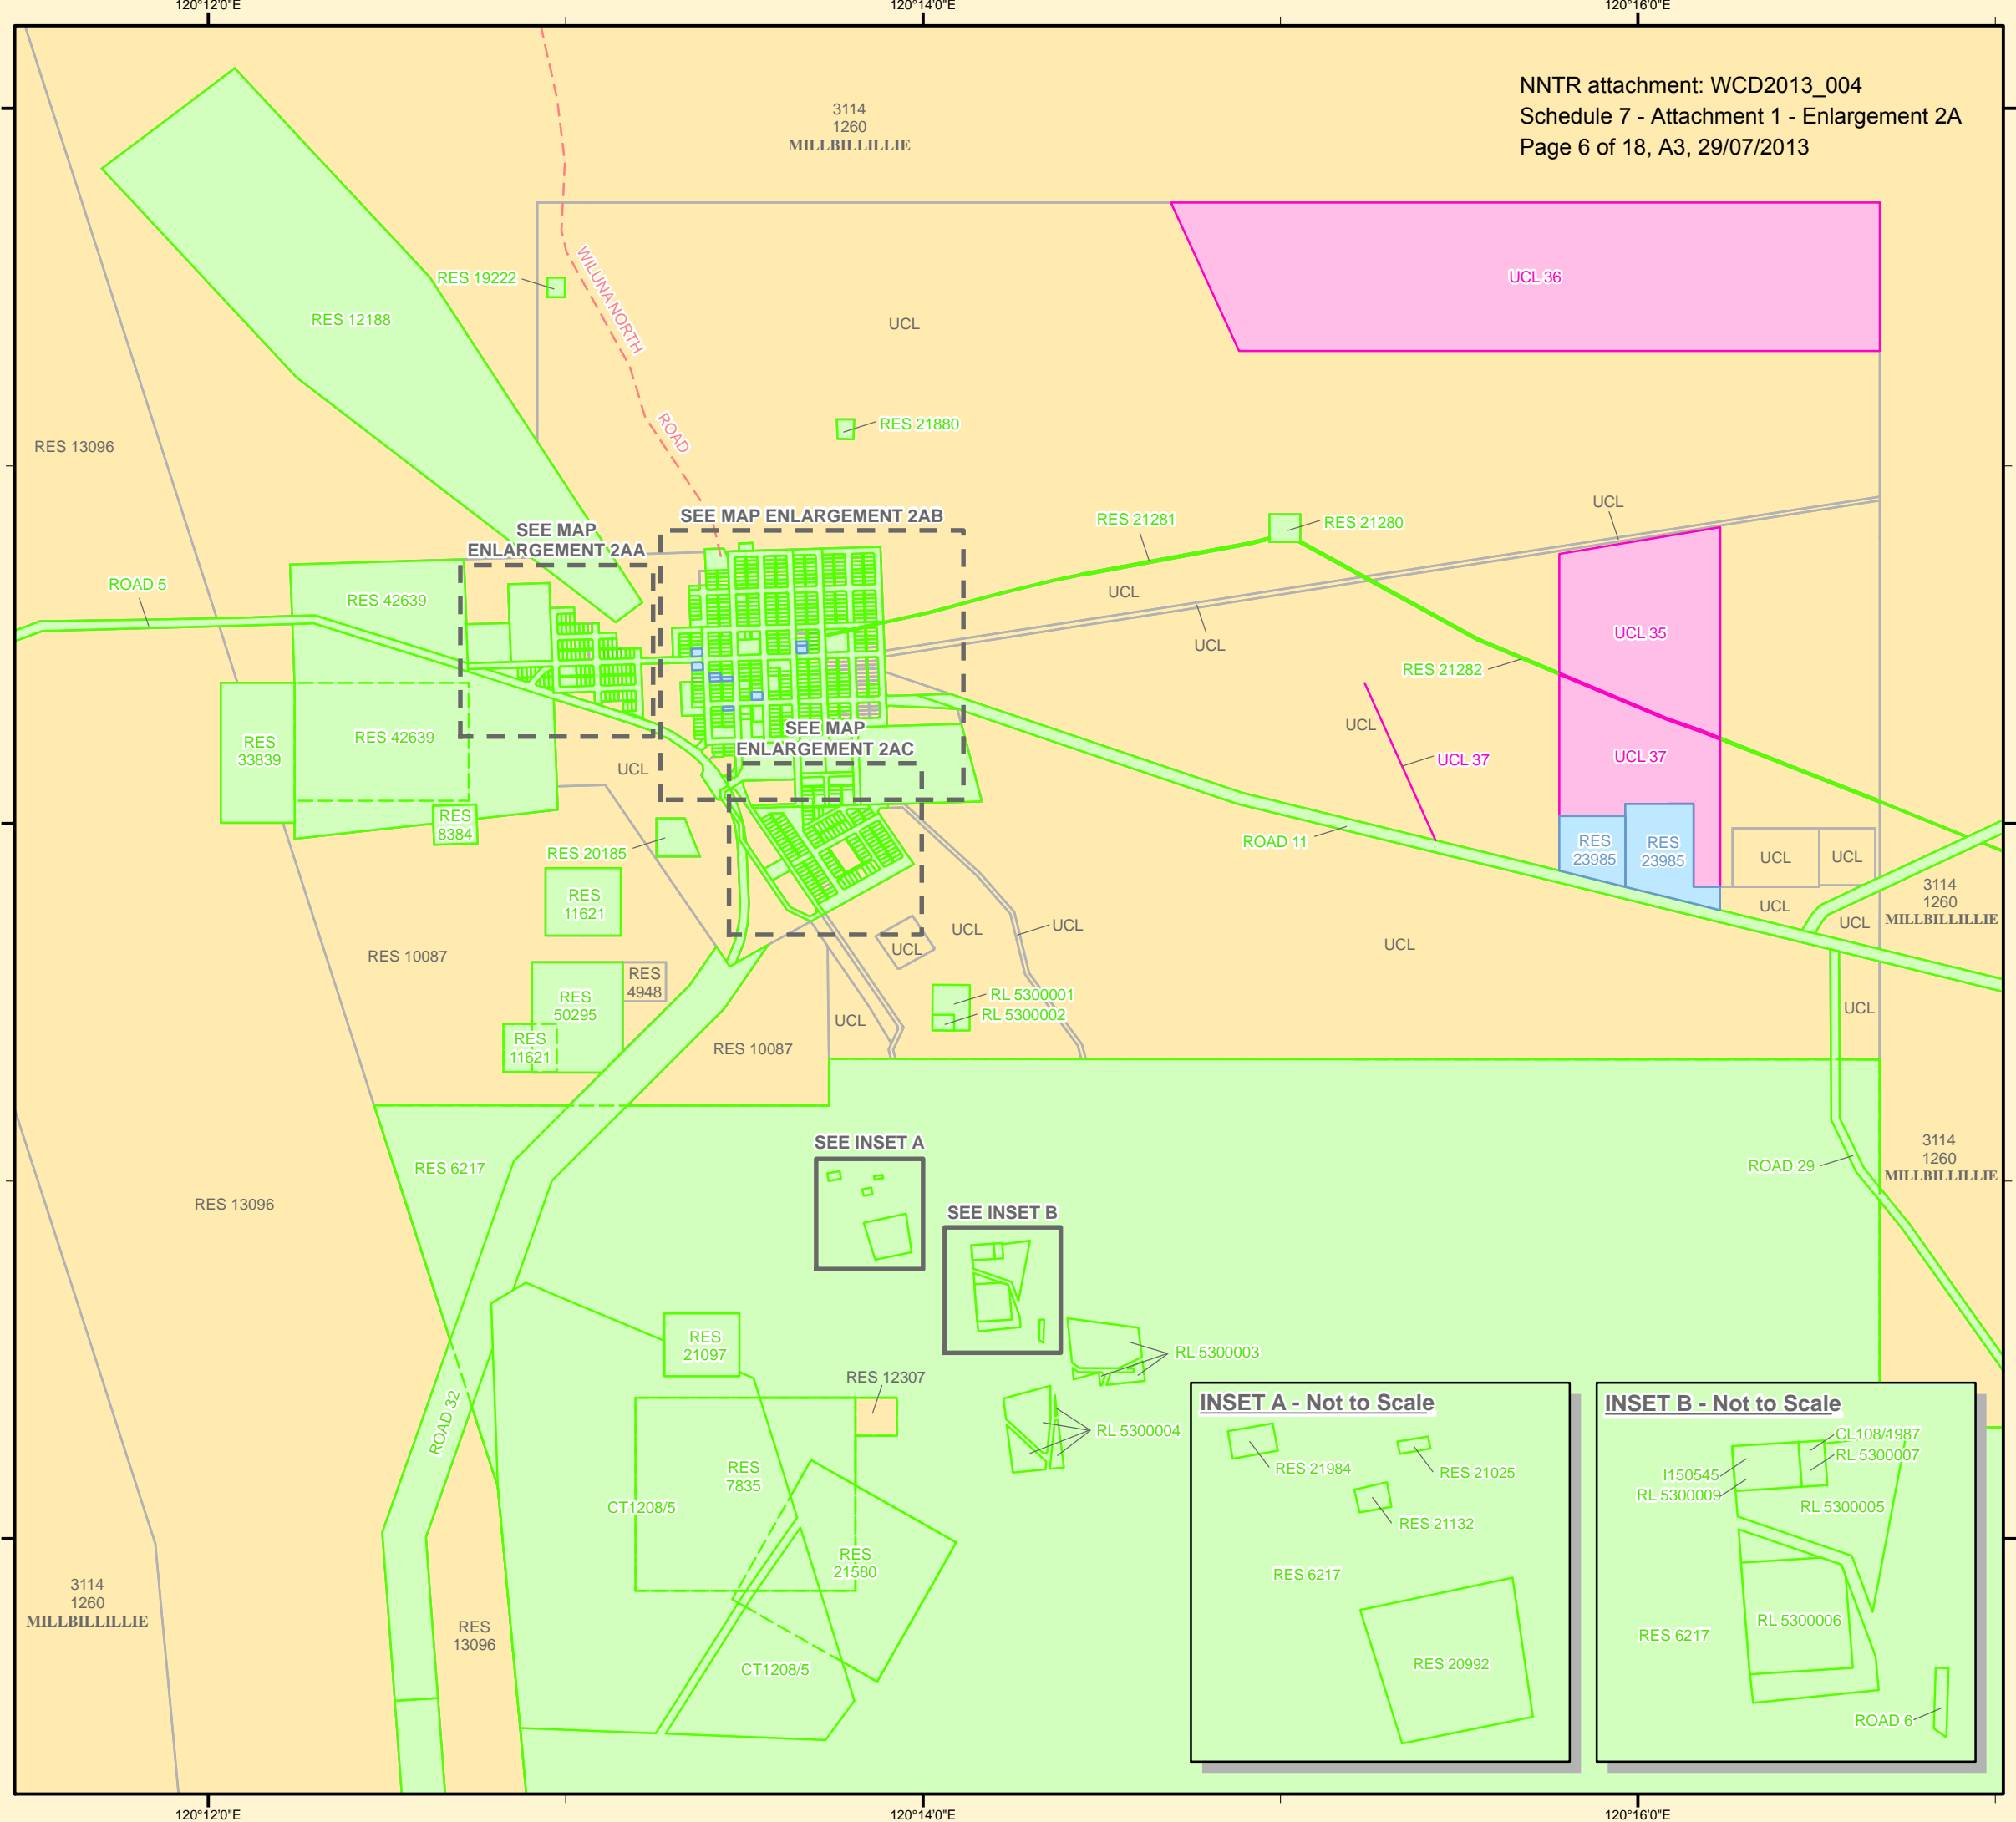 120°12'0"E
120°14'0"E
120°16'0"E
NNTR attachment: WCD2013_004
Schedule 7 - Attachment 1 - Enlargement 2A
Page 6 of 18, A3, 29/07/2013
3114
1260
MILLBILLILLIE
WILUNA NORTH
ROAD
RES 19222
RES 12188
UCL
UCL 36
RES 21880
RES 13096
SEE MAP
ENLARGEMENT 2AA
SEE MAP ENLARGEMENT 2AB
RES 21281
RES 21280
UCL
ROAD 5
RES 42639
UCL
UCL
UCL 35
RES 21282
RES
33839
RES 42639
SEE MAP
ENLARGEMENT 2AC
UCL
UCL
UCL 37
UCL 37
RES
8384
RES 20185
ROAD 11
RES
23985
RES
23985
UCL
UCL
RES
11621
3114
1260
MILLBILLILLIE
UCL
UCL
UCL
UCL
UCL
UCL
RES 10087
RES
4948
RES
50295
RL 5300001
RL 5300002
UCL
UCL
RES
11621
RES 10087
SEE INSET A
RES 6217
ROAD 29
3114
1260
MILLBILLILLIE
RES 13096
SEE INSET B
RES
21097
RL 5300003
RES 12307
ROAD 32
RL 5300004
RES
7835
CT1208/5
RES
21580
3114
1260
MILLBILLILLIE
RES
13096
CT1208/5
INSET A - Not to Scale
RES 21984
RES 21025
RES 21132
RES 6217
RES 20992
INSET B - Not to Scale
CL108/1987
RL 5300007
I150545
RL 5300009
RL 5300005
RL 5300006
RES 6217
ROAD 6
120°12'0"E
120°14'0"E
120°16'0"E